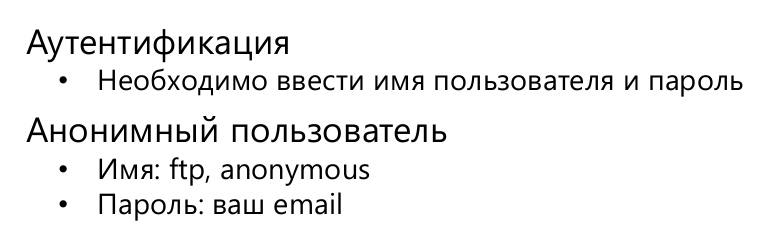 Аутентификация
• Необходимо ввести имя пользователя и пароль
Анонимный пользователь
• Имя: ftp, anonymous
• Пароль: ваш email